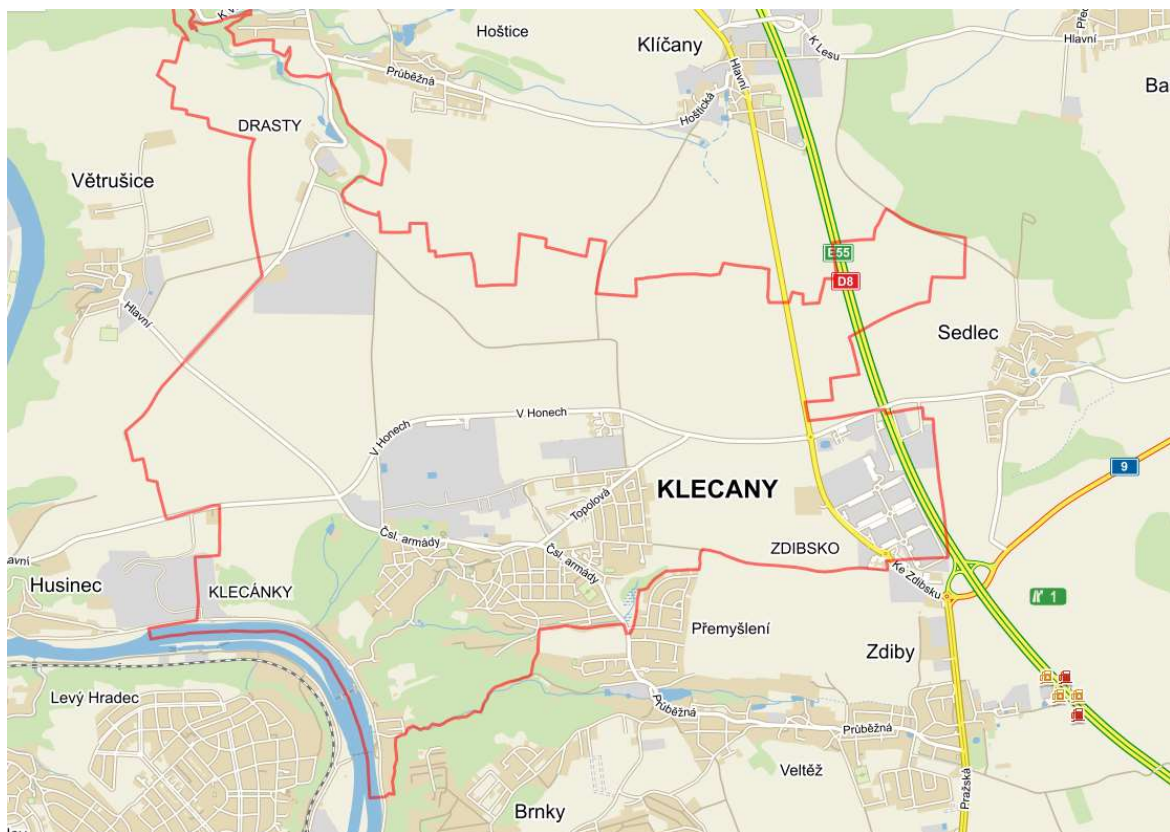 K V
Hoštice
Klíčany
K Lesu
Hlavní
Před
Ba
Průběžná
Hlavní
Hoštická
DRASTY
Větrušice
E55
D8
Hlavní
Sedlec
V Honech
V Honech
9
KLECANY
Topolová
Čsl. armády
Čsl. armády
ZDIBSKO
Ke Zdibsku
Hlavní
Husinec
KLECÁNKY
1
Přemyšlení
Zdiby
Levý Hradec
Průběžná
Průběžná
Veltěž
Pražská
Brnky